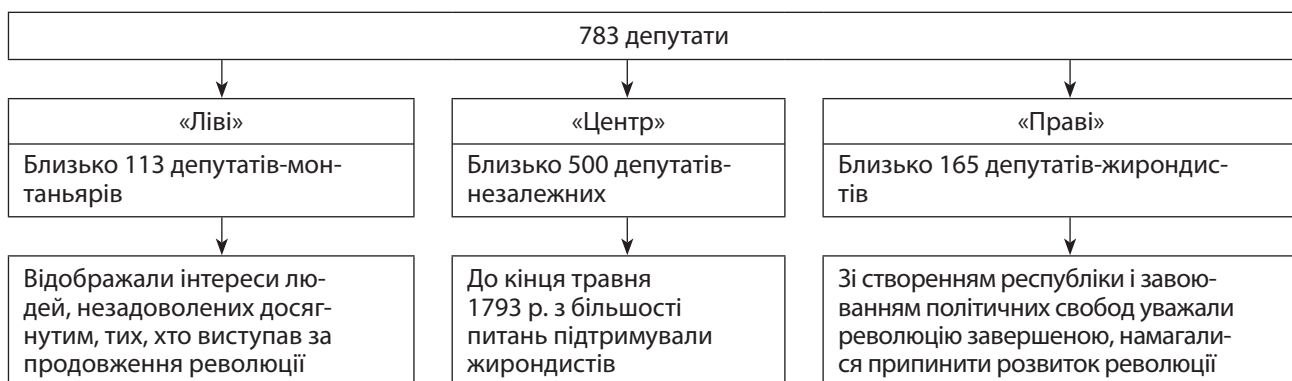 783 депутати
«Ліві»
Близько 113 депутатів-мон-
таньярів
Відображали інтереси лю-
дей, незадоволених досяг-
нутим, тих, хто виступав за
продовження революції
«Центр»
Близько 500 депутатів-
незалежних
До кінця травня
1793 р. з більшості
питань підтримували
жирондистів
«Праві»
Близько 165 депутатів-жирондис-
тів
Зі створенням республіки і завою-
ванням політичних свобод уважали
революцію завершеною, намагали-
ся припинити розвиток революції